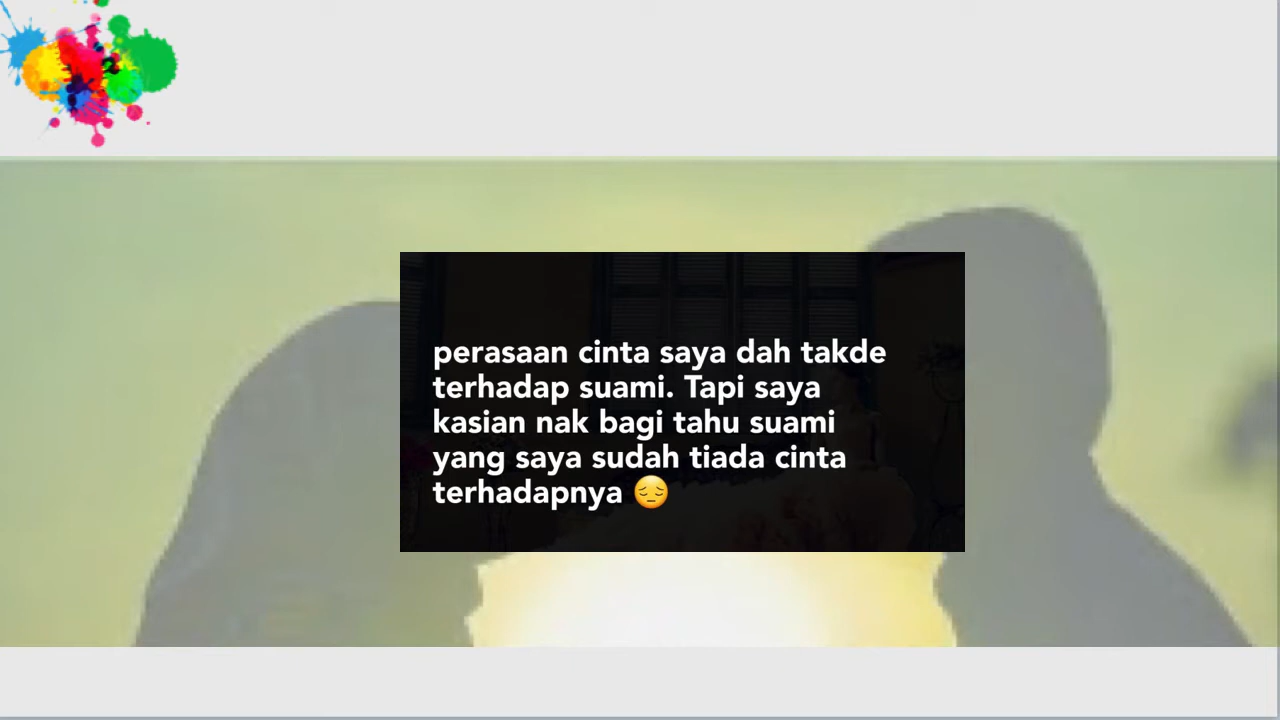 perasaan cinta saya dah takde
terhadap suami. Tapi saya
kasian nak bagi tahu suami
yang saya sudah tiada cinta
terhadapnya 😔